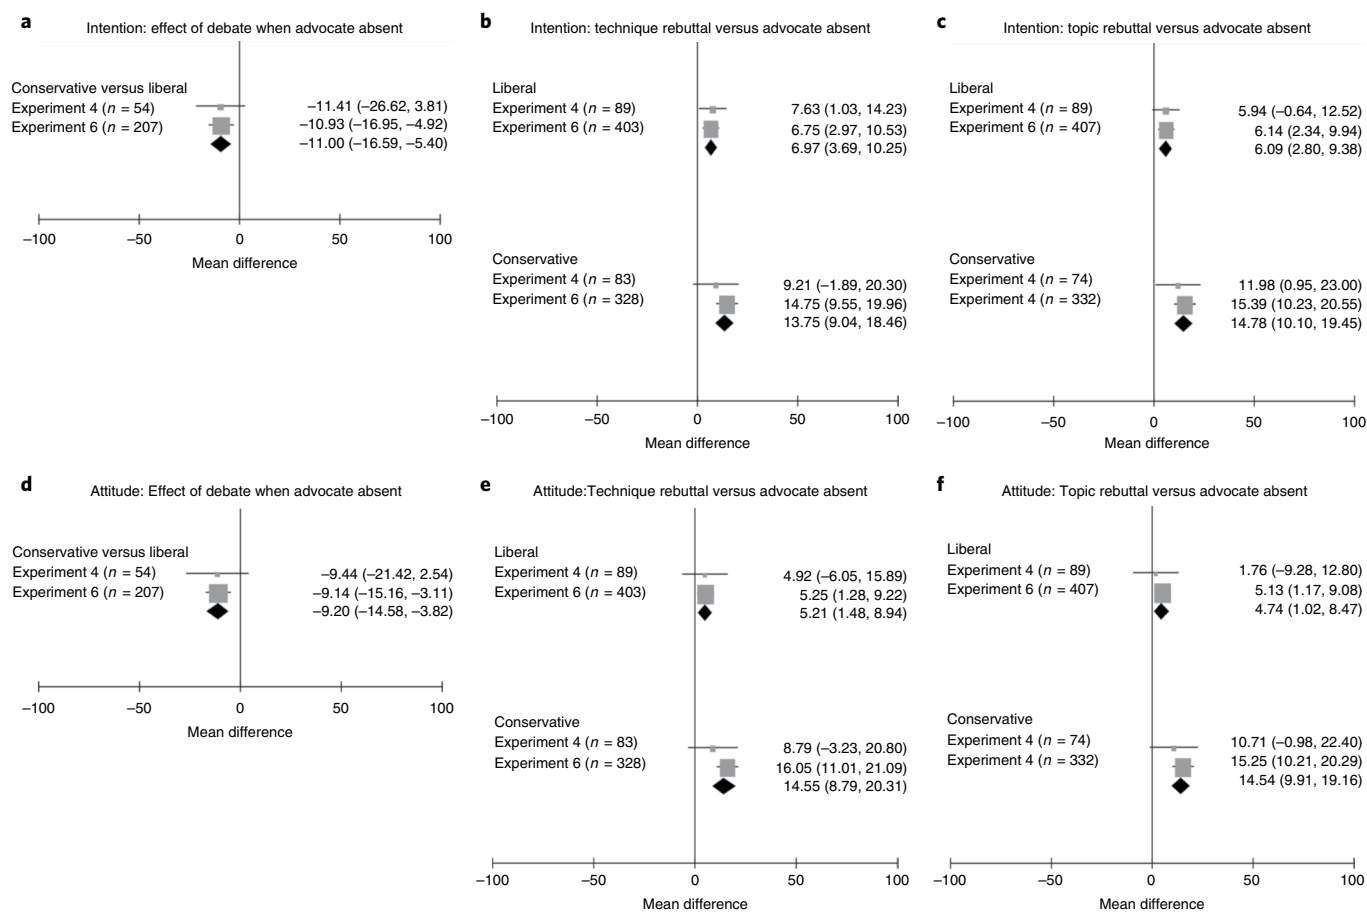 a
Intention: effect of debate when advocate absent
Conservative versus liberal
Experiment 4 (n = 54) −11.41 (−26.62, 3.81)
Experiment 6 (n = 207) −10.93 (−16.95, −4.92)
−11.00 (−16.59, −5.40)
−100 −50 0 50 100
Mean difference
b
Intention: technique rebuttal versus advocate absent
Liberal
Experiment 4 (n = 89) 7.63 (1.03, 14.23)
Experiment 6 (n = 403) 6.75 (2.97, 10.53)
6.97 (3.69, 10.25)
Conservative
Experiment 4 (n = 83) 9.21 (−1.89, 20.30)
Experiment 6 (n = 328) 14.75 (9.55, 19.96)
13.75 (9.04, 18.46)
−100 −50 0 50 100
Mean difference
c
Intention: topic rebuttal versus advocate absent
Liberal
Experiment 4 (n = 89) 5.94 (−0.64, 12.52)
Experiment 6 (n = 407) 6.14 (2.34, 9.94)
6.09 (2.80, 9.38)
Conservative
Experiment 4 (n = 74) 11.98 (0.95, 23.00)
Experiment 4 (n = 332) 15.39 (10.23, 20.55)
14.78 (10.10, 19.45)
−100 −50 0 50 100
Mean difference
d
Attitude: Effect of debate when advocate absent
Conservative versus liberal
Experiment 4 (n = 54) −9.44 (−21.42, 2.54)
Experiment 6 (n = 207) −9.14 (−15.16, −3.11)
−9.20 (−14.58, −3.82)
−100 −50 0 50 100
Mean difference
e
Attitude:Technique rebuttal versus advocate absent
Liberal
Experiment 4 (n = 89) 4.92 (−6.05, 15.89)
Experiment 6 (n = 403) 5.25 (1.28, 9.22)
5.21 (1.48, 8.94)
Conservative
Experiment 4 (n = 83) 8.79 (−3.23, 20.80)
Experiment 6 (n = 328) 16.05 (11.01, 21.09)
14.55 (8.79, 20.31)
−100 −50 0 50 100
Mean difference
f
Attitude: Topic rebuttal versus advocate absent
Liberal
Experiment 4 (n = 89) 1.76 (−9.28, 12.80)
Experiment 6 (n = 407) 5.13 (1.17, 9.08)
4.74 (1.02, 8.47)
Conservative
Experiment 4 (n = 74) 10.71 (−0.98, 22.40)
Experiment 4 (n = 332) 15.25 (10.21, 20.29)
14.54 (9.91, 19.16)
−100 −50 0 50 100
Mean difference